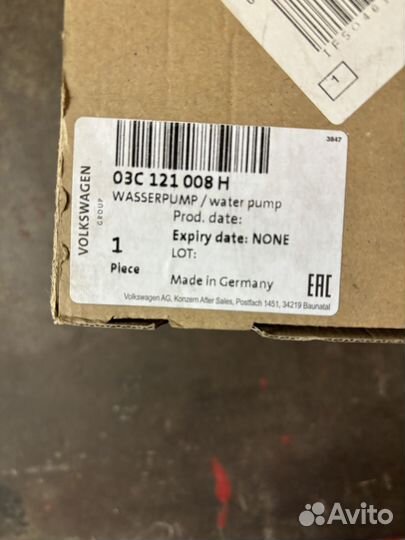 3847
03C 121 008 H
WASSERPUMP / water pump
Prod. date:
Expiry date: NONE
LOT:
1
Piece
Made in Germany
EAC
Volkswagen AG, Konzern After Sales, Postfach 1451, 34219 Baunatal
VOLKSWAGEN
GROUP
1
Avito